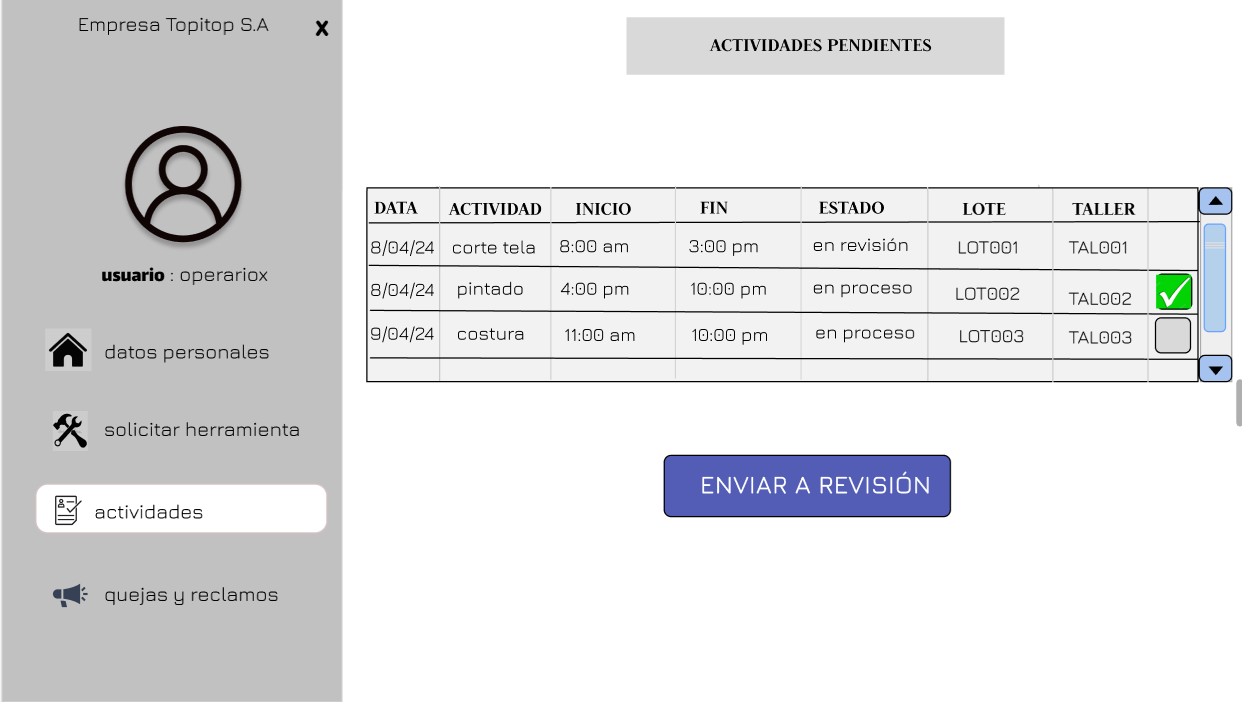 Empresa Topitop S.A x
usuario : operariox
datos personales
solicitar herramienta
actividades
quejas y reclamos
ACTIVIDADES PENDIENTES
DATA ACTIVIDAD INICIO FIN ESTADO LOTE TALLER
8/04/24 corte tela 8:00 am 3:00 pm en revisión LOT001 TAL001
8/04/24 pintado 4:00 pm 10:00 pm en proceso LOT002 TAL002
9/04/24 costura 11:00 am 10:00 pm en proceso LOT003 TAL003
ENVIAR A REVISIÓN